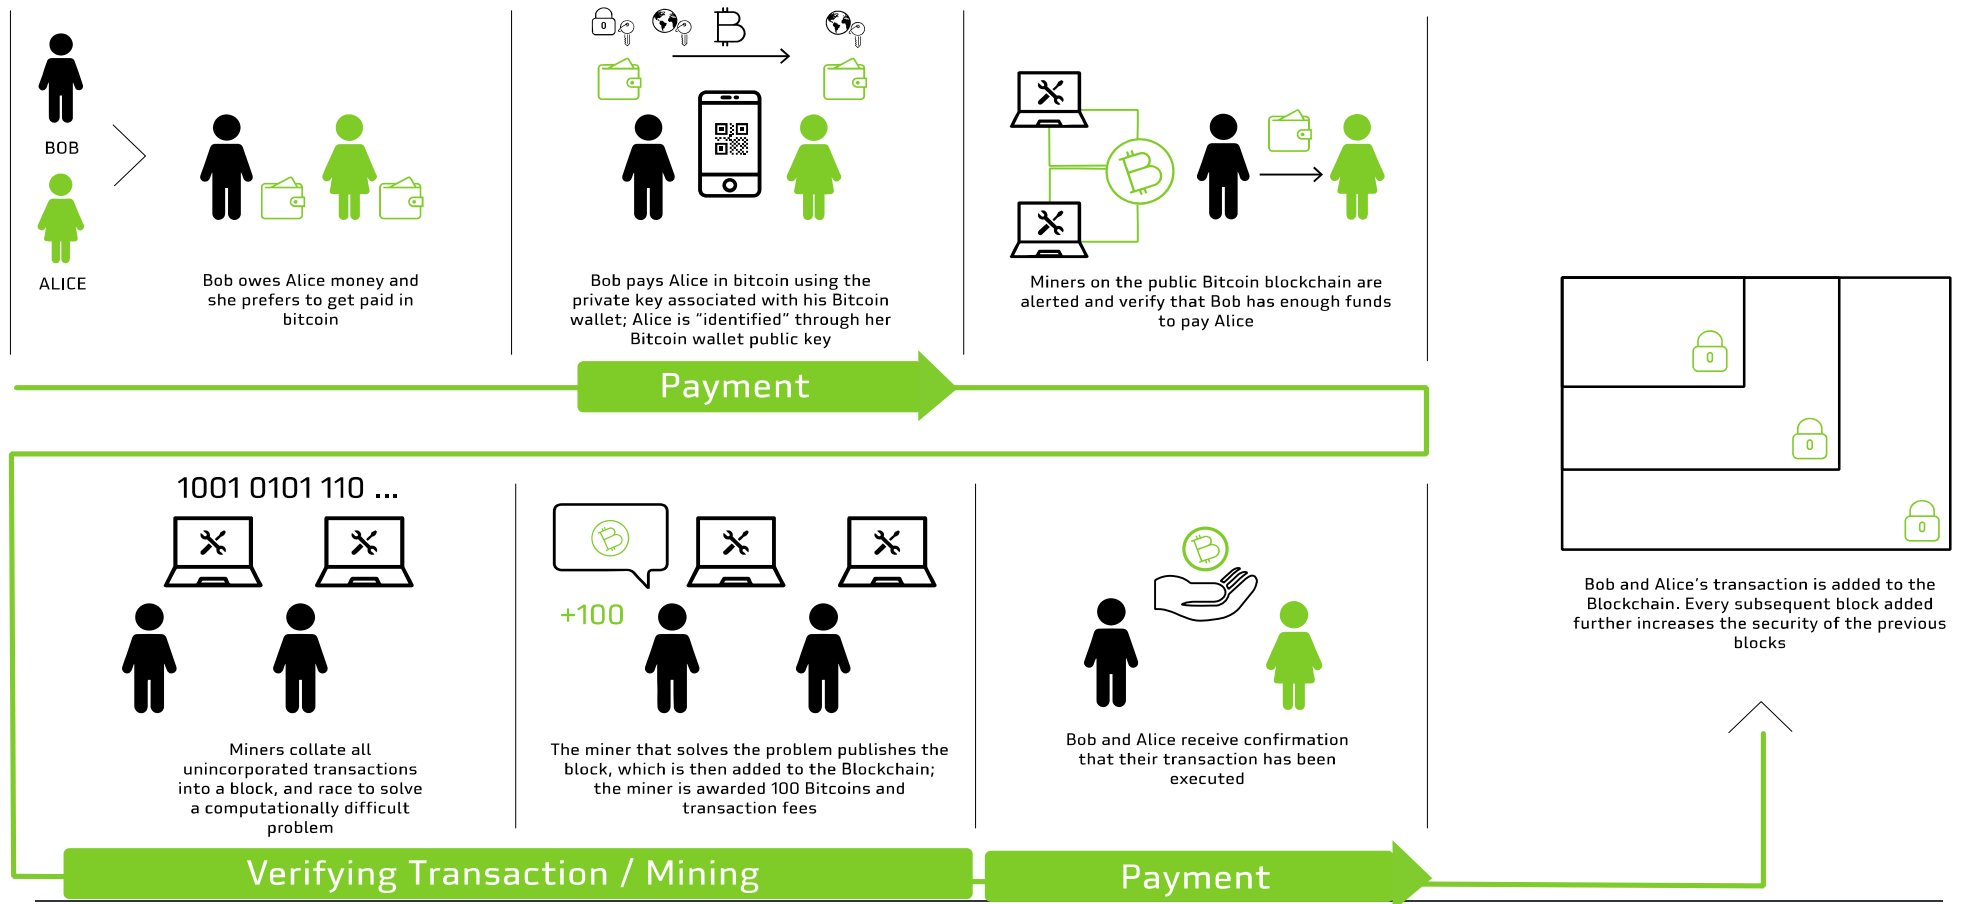 BOB
ALICE
Bob owes Alice money and
she prefers to get paid in
bitcoin
0
Bob pays Alice in bitcoin using the
private key associated with his Bitcoin
wallet; Alice is “identified” through her
Bitcoin wallet public key
Miners on the public Bitcoin blockchain are
alerted and verify that Bob has enough funds
to pay Alice
Payment
1001 0101 110 ...
Miners collate all
unincorporated transactions
into a block, and race to solve
a computationally difficult
problem
+100
The miner that solves the problem publishes the
block, which is then added to the Blockchain;
the miner is awarded 100 Bitcoins and
transaction fees
Bob and Alice receive confirmation
that their transaction has been
executed
Verifying Transaction / Mining
Payment
0
0
0
Bob and Alice’s transaction is added to the
Blockchain. Every subsequent block added
further increases the security of the previous
blocks